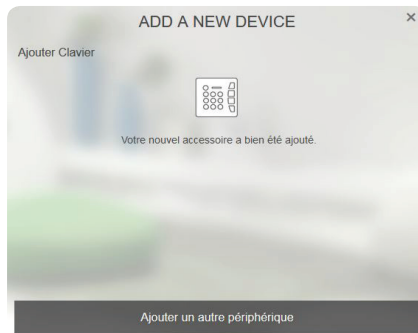 ADD A NEW DEVICE ×
Ajouter Clavier
Votre nouvel accessoire a bien été ajouté.
Ajouter un autre périphérique